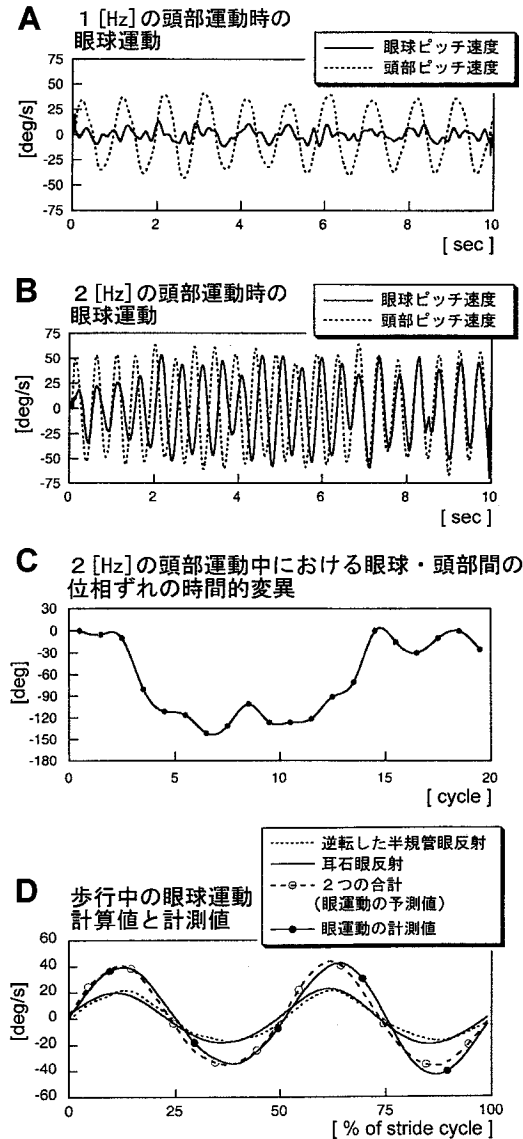 A
1 [Hz]の頭部運動時の
眼球運動
眼球ピッチ速度
頭部ピッチ速度
[deg/s]
75
50
25
0
-25
-50
-75
0
2
4
6
8
10
[ sec ]
B
2 [Hz]の頭部運動時の
眼球運動
眼球ピッチ速度
頭部ピッチ速度
[deg/s]
75
50
25
0
-25
-50
-75
0
2
4
6
8
10
[ sec ]
C
2 [Hz]の頭部運動中における眼球・頭部間の
位相ずれの時間的変異
[deg]
30
0
-30
-60
-90
-120
-150
-180
0
5
10
15
20
[ cycle ]
逆転した半規管眼反射
耳石眼反射
2つの合計
(眼運動の予測値)
眼運動の計測値
D
歩行中の眼球運動
計算値と計測値
[deg/s]
60
40
20
0
-20
-40
-60
0
25
50
75
100
[ % of stride cycle ]